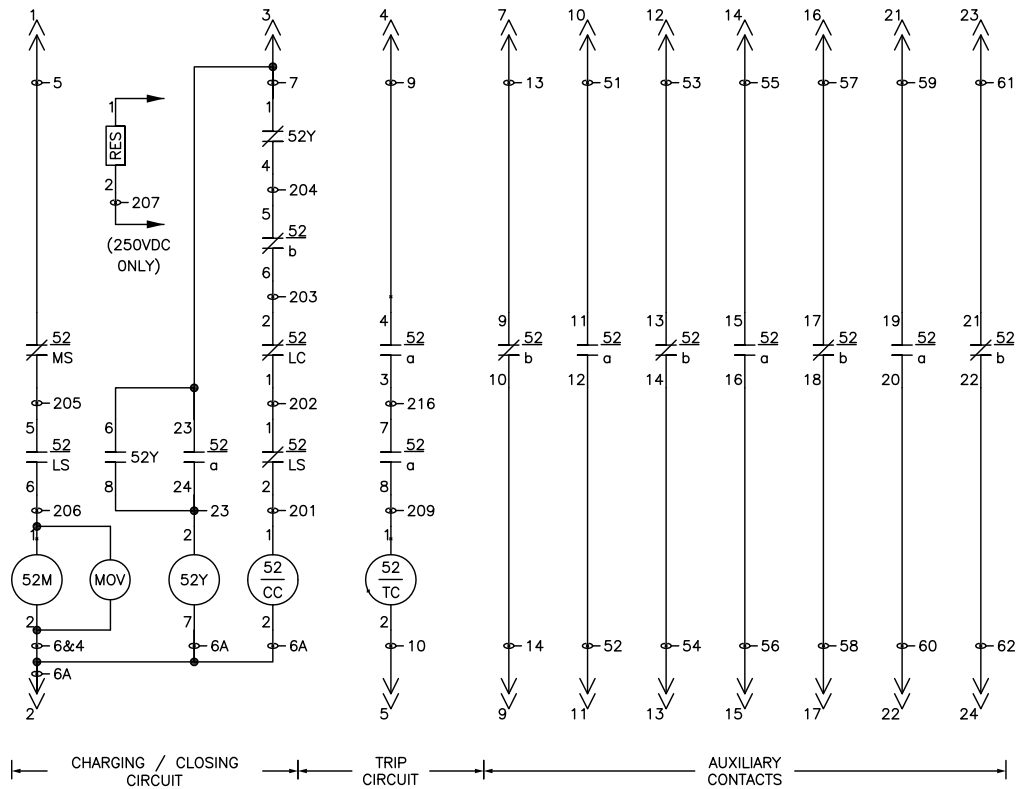 1 3 4 7 10 12 14 16 21 23
5 7 9 13 51 53 55 57 59 61
1 1
RES 52Y
4
2 204
207
5
(250VDC 52
ONLY) b
6
203
2 4 9 11 13 15 17 19 21
52 52 52 52 52 52 52 52 52 52
MS LC a b a b a b a b
1 3 10 12 14 16 18 20 22
205 202 216
5 6 23 1 7
52 52Y 52 52 52
LS a LS a
6 8 24 2 8
206 23 201 209
1 2 1 1
52M MOV 52Y 52 52
CC TC
2 7 2 2
6&4 6A 6A 10 14 52 54 56 58 60 62
6A
2 5 9 11 13 15 17 22 24
CHARGING / CLOSING TRIP AUXILIARY
CIRCUIT CIRCUIT CONTACTS